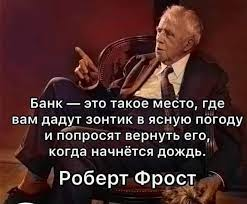 Банк — это такое место, где
вам дадут зонтик в ясную погоду
и попросят вернуть его,
когда начнётся дождь.
Роберт Фрост